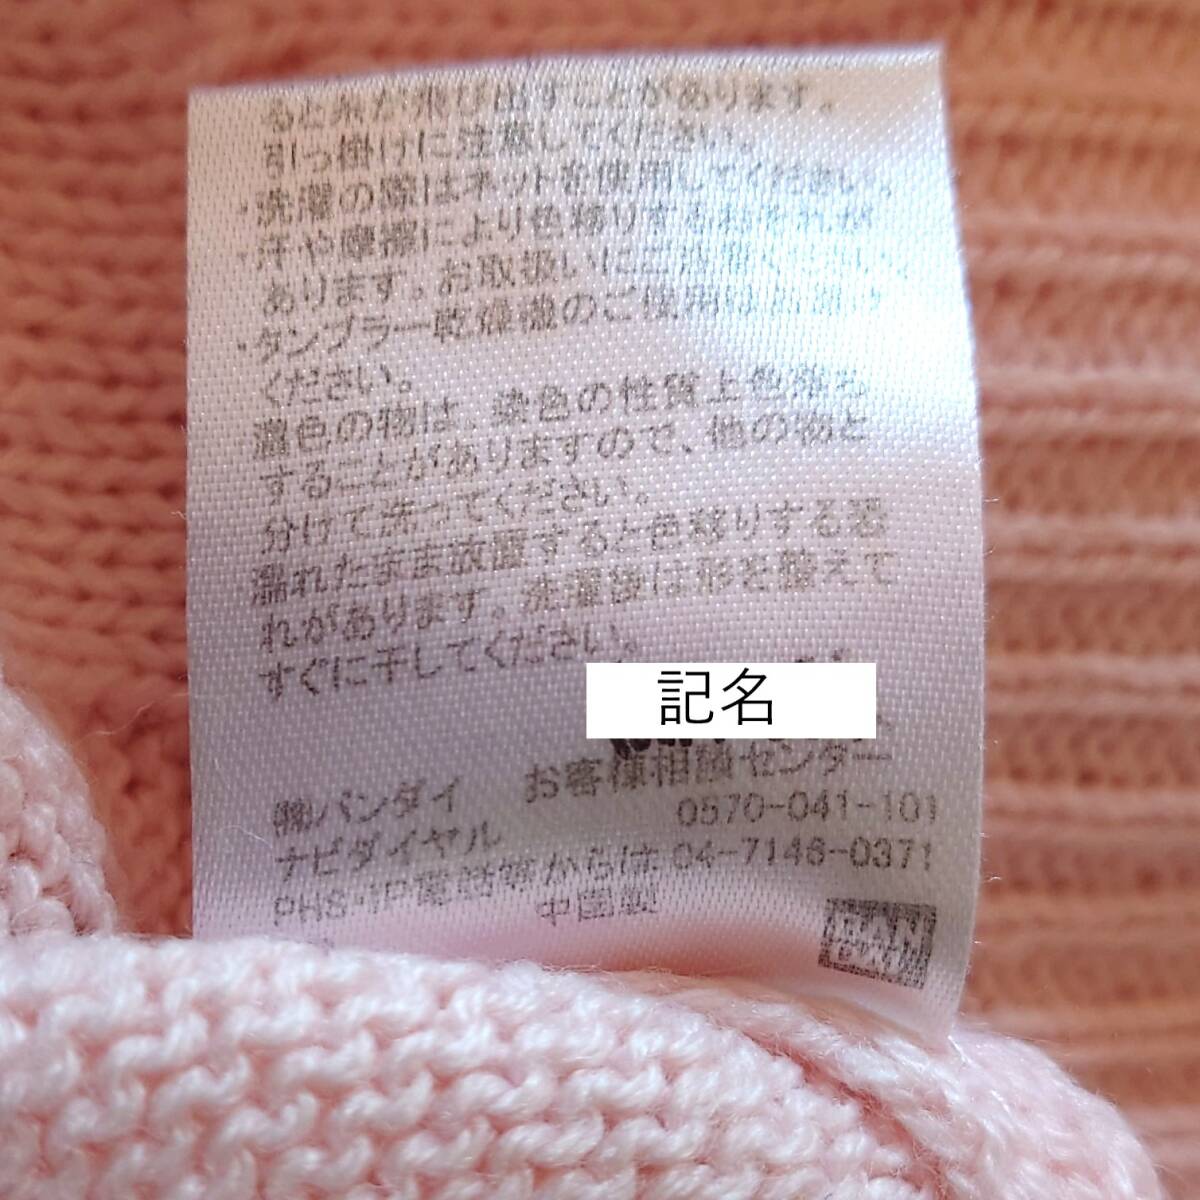 ると糸が飛び出すことがあります。
引っ掛けに注意してください。
・洗濯の際はネットを使用してください。
・汗や摩擦により色移りするおそれが
あります。お取扱いにご注意ください。
・タンブラー乾燥機のご使用はお避け
ください。
濃色の物は、染色の性質上色落ち
することがありますので、他の物と
分けて洗ってください。
濡れたまま放置すると色移りする恐
れがあります。洗濯後は形を整えて
すぐに干してください。
記名
㈱バンダイ お客様相談センター
ナビダイヤル 0570-041-101
PHS・IP電話等からは 04-7146-0371
中国製
BANDAI